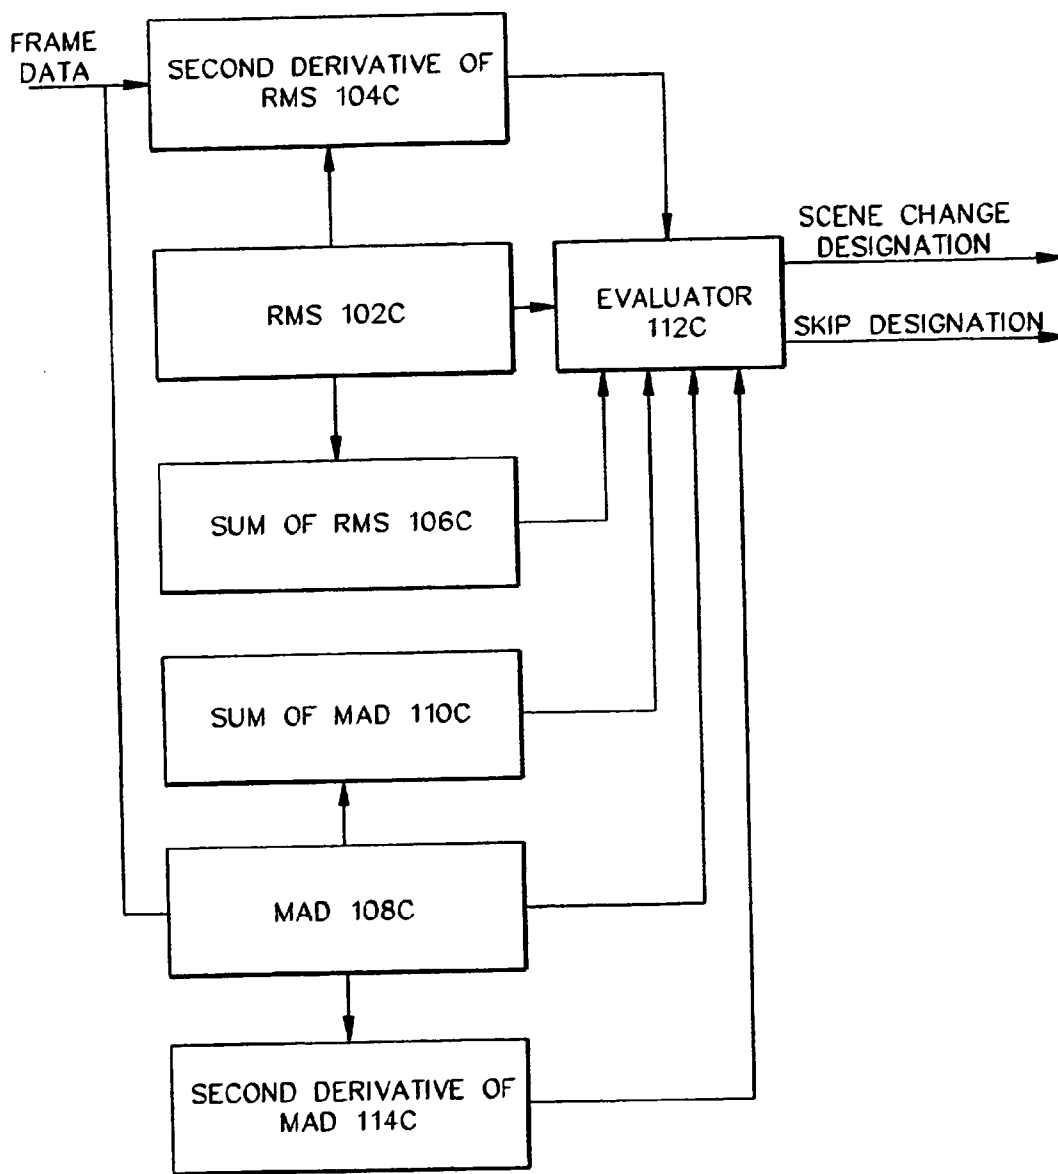 FRAME
DATA
SECOND DERIVATIVE OF
RMS 104C
SCENE CHANGE
DESIGNATION
RMS 102C
EVALUATOR
112C
SKIP DESIGNATION
SUM OF RMS 106C
SUM OF MAD 110C
MAD 108C
SECOND DERIVATIVE OF
MAD 114C